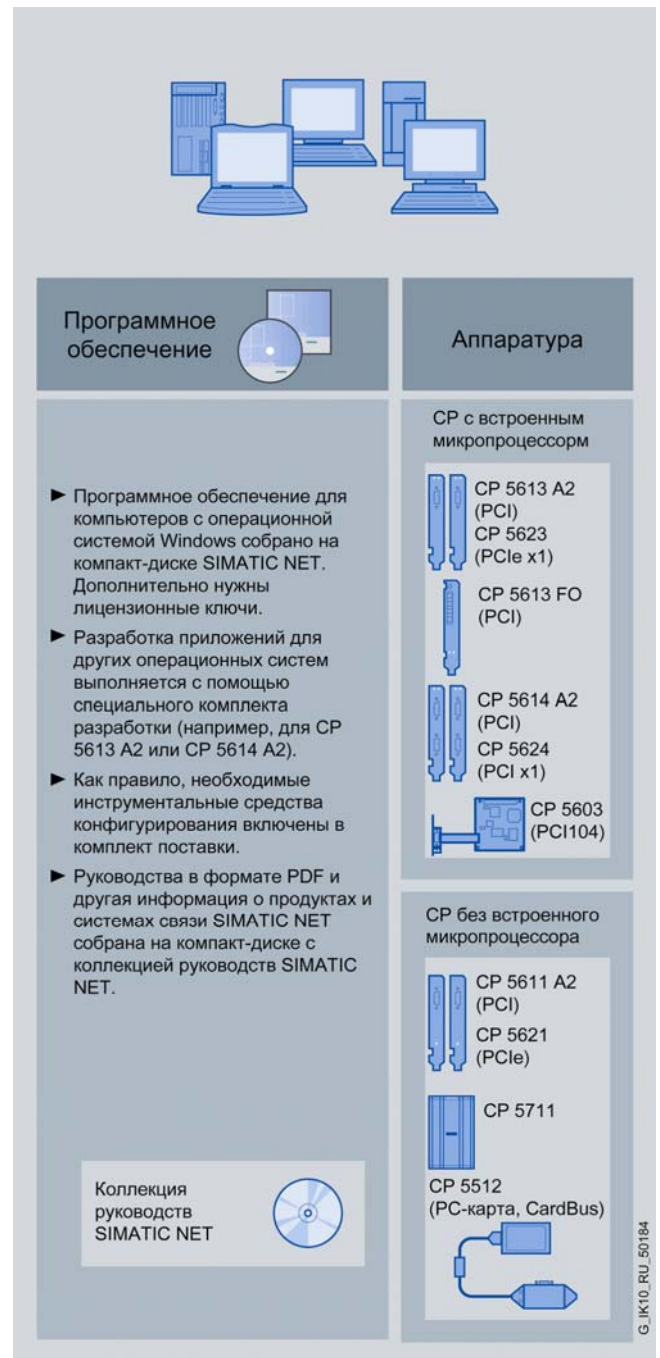 Программное
обеспечение
Аппаратура
► Программное обеспечение для
компьютеров с операционной
системой Windows собрано на
компакт-диске SIMATIC NET.
Дополнительно нужны
лицензионные ключи.
► Разработка приложений для
других операционных систем
выполняется с помощью
специального комплекта
разработки (например, для CP
5613 A2 или CP 5614 A2).
► Как правило, необходимые
инструментальные средства
конфигурирования включены в
комплект поставки.
► Руководства в формате PDF и
другая информация о продуктах и
системах связи SIMATIC NET
собрана на компакт-диске с
коллекцией руководств SIMATIC
NET.
Коллекция
руководств
SIMATIC NET
CP с встроенным
микропроцессорм
CP 5613 A2
(PCI)
CP 5623
(PCIe x1)
CP 5613 FO
(PCI)
CP 5614 A2
(PCI)
CP 5624
(PCI x1)
CP 5603
(PCI104)
CP без встроенного
микропроцессора
CP 5611 A2
(PCI)
CP 5621
(PCIe)
CP 5711
CP 5512
(PC-карта, CardBus)
G_IK10_RU_50184